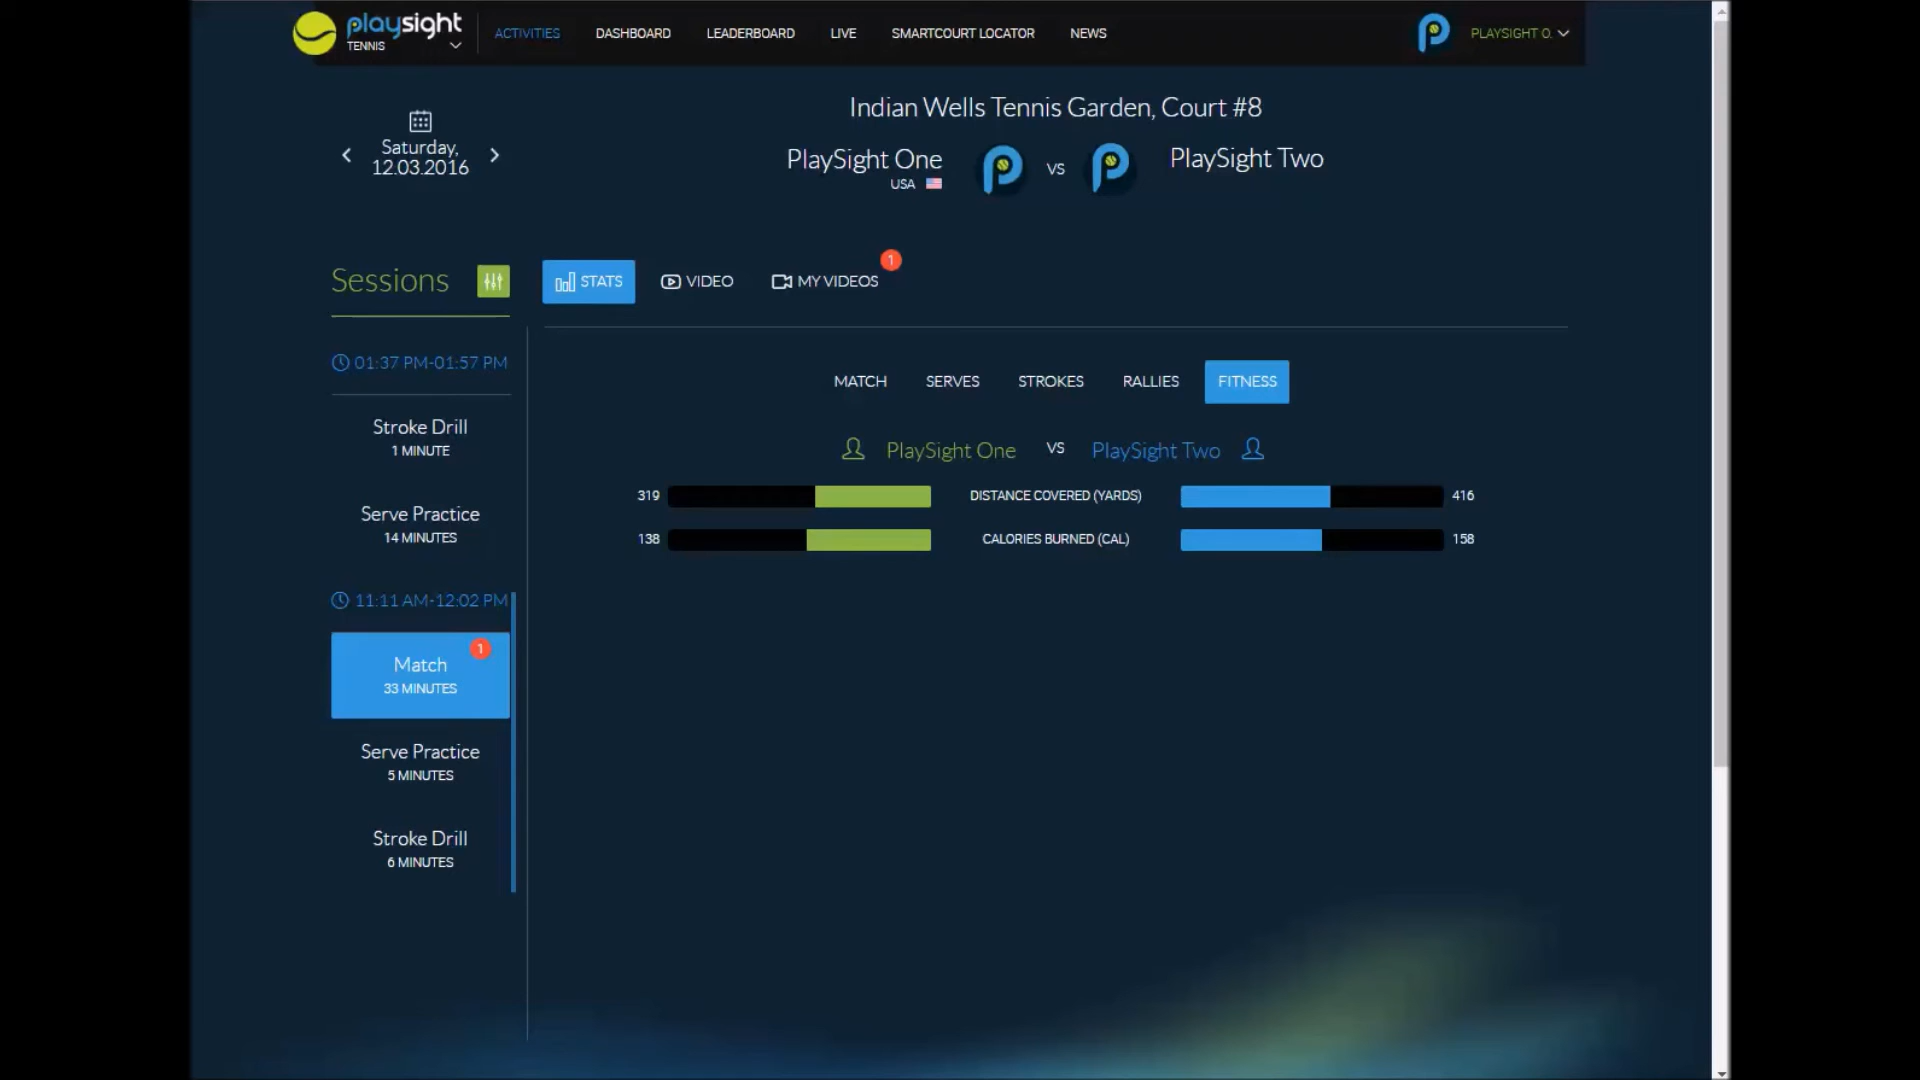 playsight
TENNIS
ACTIVITIES
DASHBOARD
LEADERBOARD
LIVE
SMARTCOURT LOCATOR
NEWS
PLAYSIGHT O.
Saturday,
12.03.2016
Indian Wells Tennis Garden, Court #8
PlaySight One
USA
VS
PlaySight Two
Sessions
STATS
VIDEO
MY VIDEOS
1
01:37 PM-01:57 PM
Stroke Drill
1 MINUTE
Serve Practice
14 MINUTES
11:11 AM-12:02 PM
Match
1
33 MINUTES
Serve Practice
5 MINUTES
Stroke Drill
6 MINUTES
MATCH
SERVES
STROKES
RALLIES
FITNESS
PlaySight One VS PlaySight Two
319 DISTANCE COVERED (YARDS) 416
138 CALORIES BURNED (CAL) 158